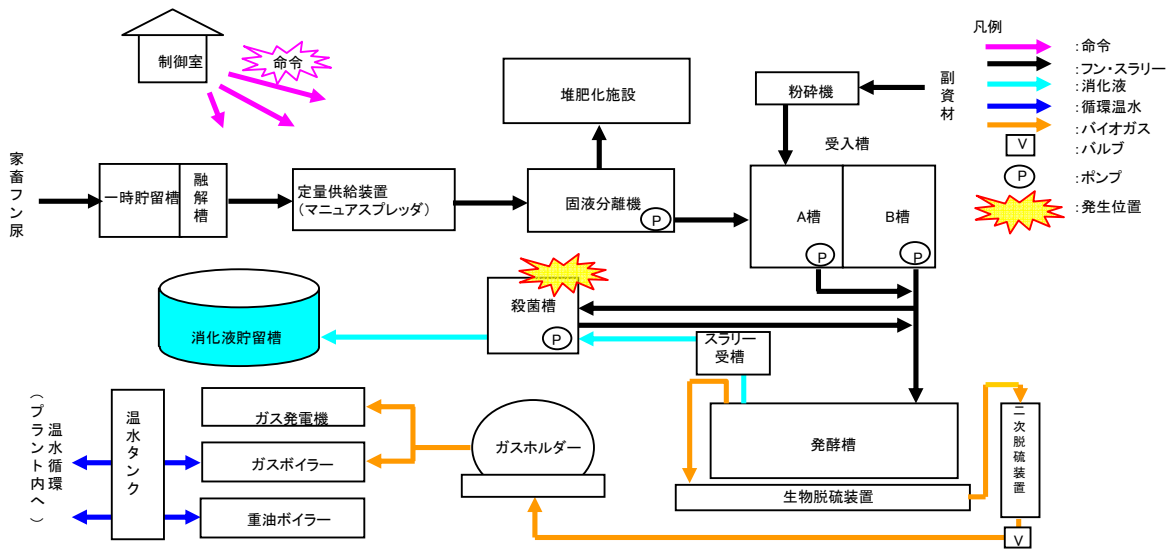 制御室
命令
堆肥化施設
粉砕機
副資材
受入槽
凡例
:命令
:フン・スラリー
:消化液
:循環温水
:バイオガス
V
:バルブ
P
:ポンプ
:発生位置
家畜フン尿
一時貯留槽
融解槽
定量供給装置
(マニュアスプレッダ)
固液分離機
P
A槽
P
B槽
P
殺菌槽
P
消化液貯留槽
スラリー
受槽
ガス発電機
ガスボイラー
重油ボイラー
温水タンク
温水循環
(プラント内へ)
ガスホルダー
発酵槽
生物脱硫装置
二次脱硫装置
V